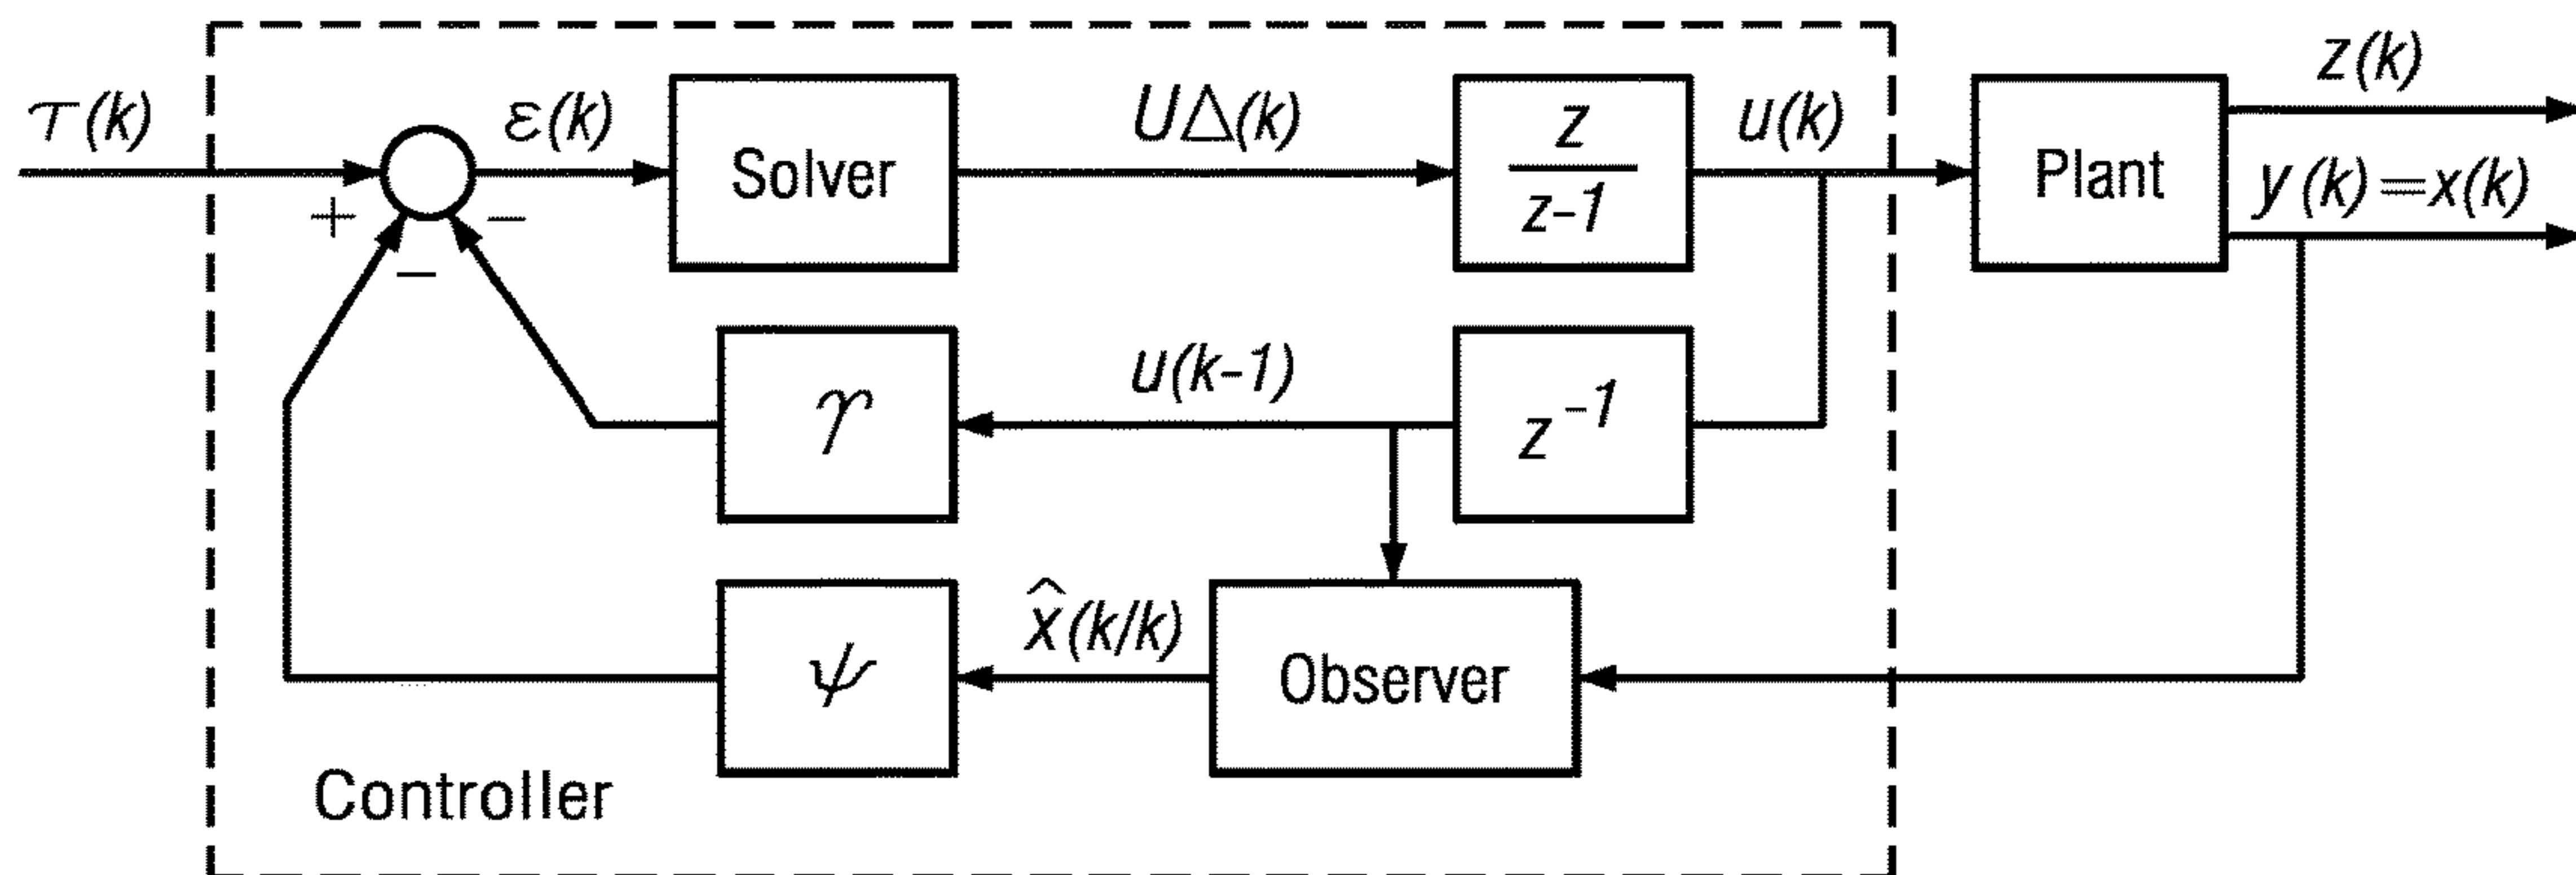 τ(k)
+
−
−
ε(k)
Solver
UΔ(k)
z
z-1
u(k)
Plant
z(k)
y(k)=x(k)
γ
u(k-1)
z⁻¹
ψ
x̂(k/k)
Observer
Controller